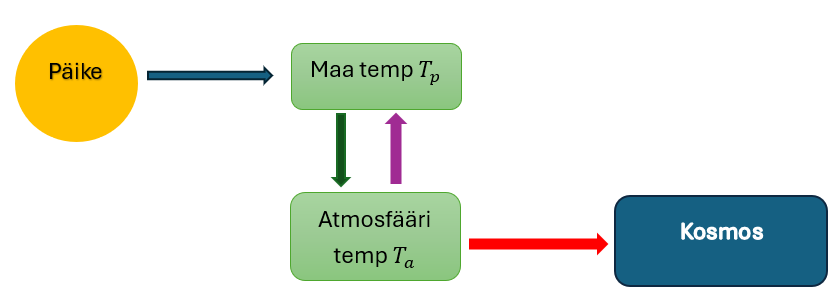 Päike
Maa temp T_p
Atmosfääri
temp T_a
Kosmos